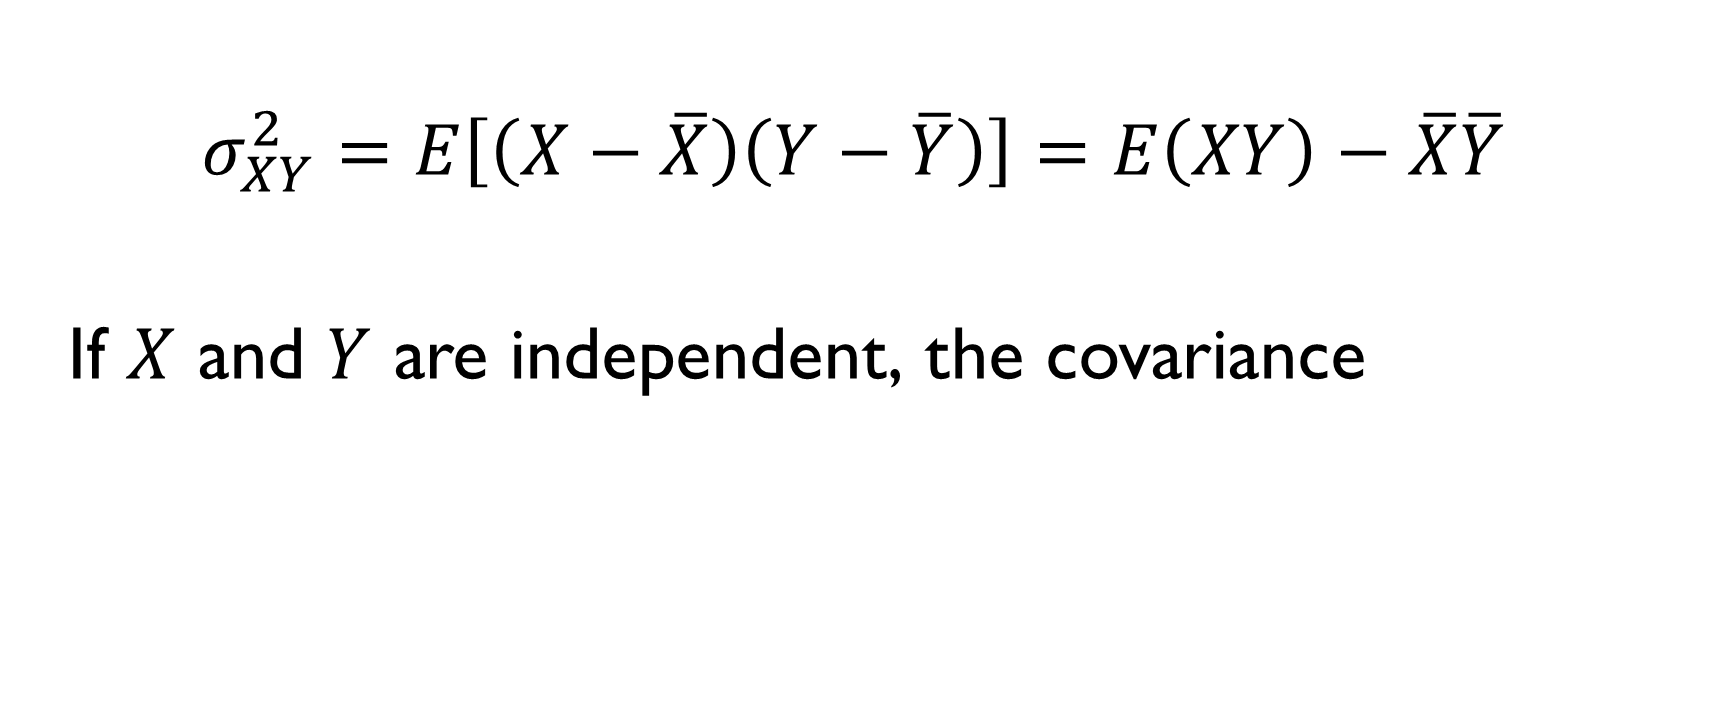 σ²_XY = E[(X − X̄)(Y − Ȳ)] = E(XY) − X̄Ȳ
If X and Y are independent, the covariance